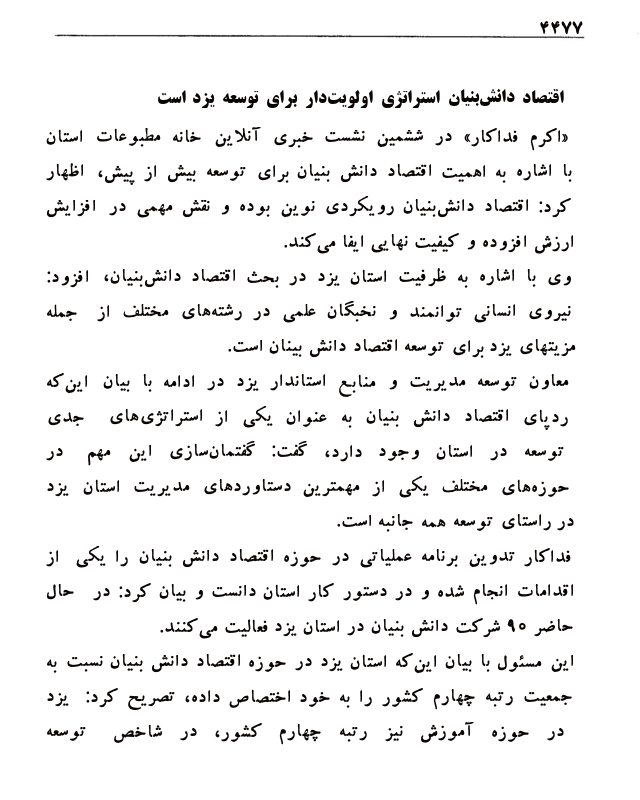 ۴۴۷۷
اقتصاد دانش‌بنیان استراتژی اولویت‌دار برای توسعه یزد است
«اکرم فداکار» در ششمین نشست خبری آنلاین خانه مطبوعات استان
با اشاره به اهمیت اقتصاد دانش بنیان برای توسعه بیش از پیش، اظهار
کرد: اقتصاد دانش‌بنیان رویکردی نوین بوده و نقش مهمی در افزایش
ارزش افزوده و کیفیت نهایی ایفا می‌کند.
وی با اشاره به ظرفیت استان یزد در بحث اقتصاد دانش‌بنیان، افزود:
نیروی انسانی توانمند و نخبگان علمی در رشته‌های مختلف از جمله
مزیتهای یزد برای توسعه اقتصاد دانش بینان است.
معاون توسعه مدیریت و منابع استاندار یزد در ادامه با بیان این‌که
ردپای اقتصاد دانش بنیان به عنوان یکی از استراتژی‌های جدی
توسعه در استان وجود دارد، گفت: گفتمان‌سازی این مهم در
حوزه‌های مختلف یکی از مهمترین دستاوردهای مدیریت استان یزد
در راستای توسعه همه جانبه است.
فداکار تدوین برنامه عملیاتی در حوزه اقتصاد دانش بنیان را یکی از
اقدامات انجام شده و در دستور کار استان دانست و بیان کرد: در حال
حاضر ۹۰ شرکت دانش بنیان در استان یزد فعالیت می‌کنند.
این مسئول با بیان این‌که استان یزد در حوزه اقتصاد دانش بنیان نسبت به
جمعیت رتبه چهارم کشور را به خود اختصاص داده، تصریح کرد: یزد
در حوزه آموزش نیز رتبه چهارم کشور، در شاخص توسعه